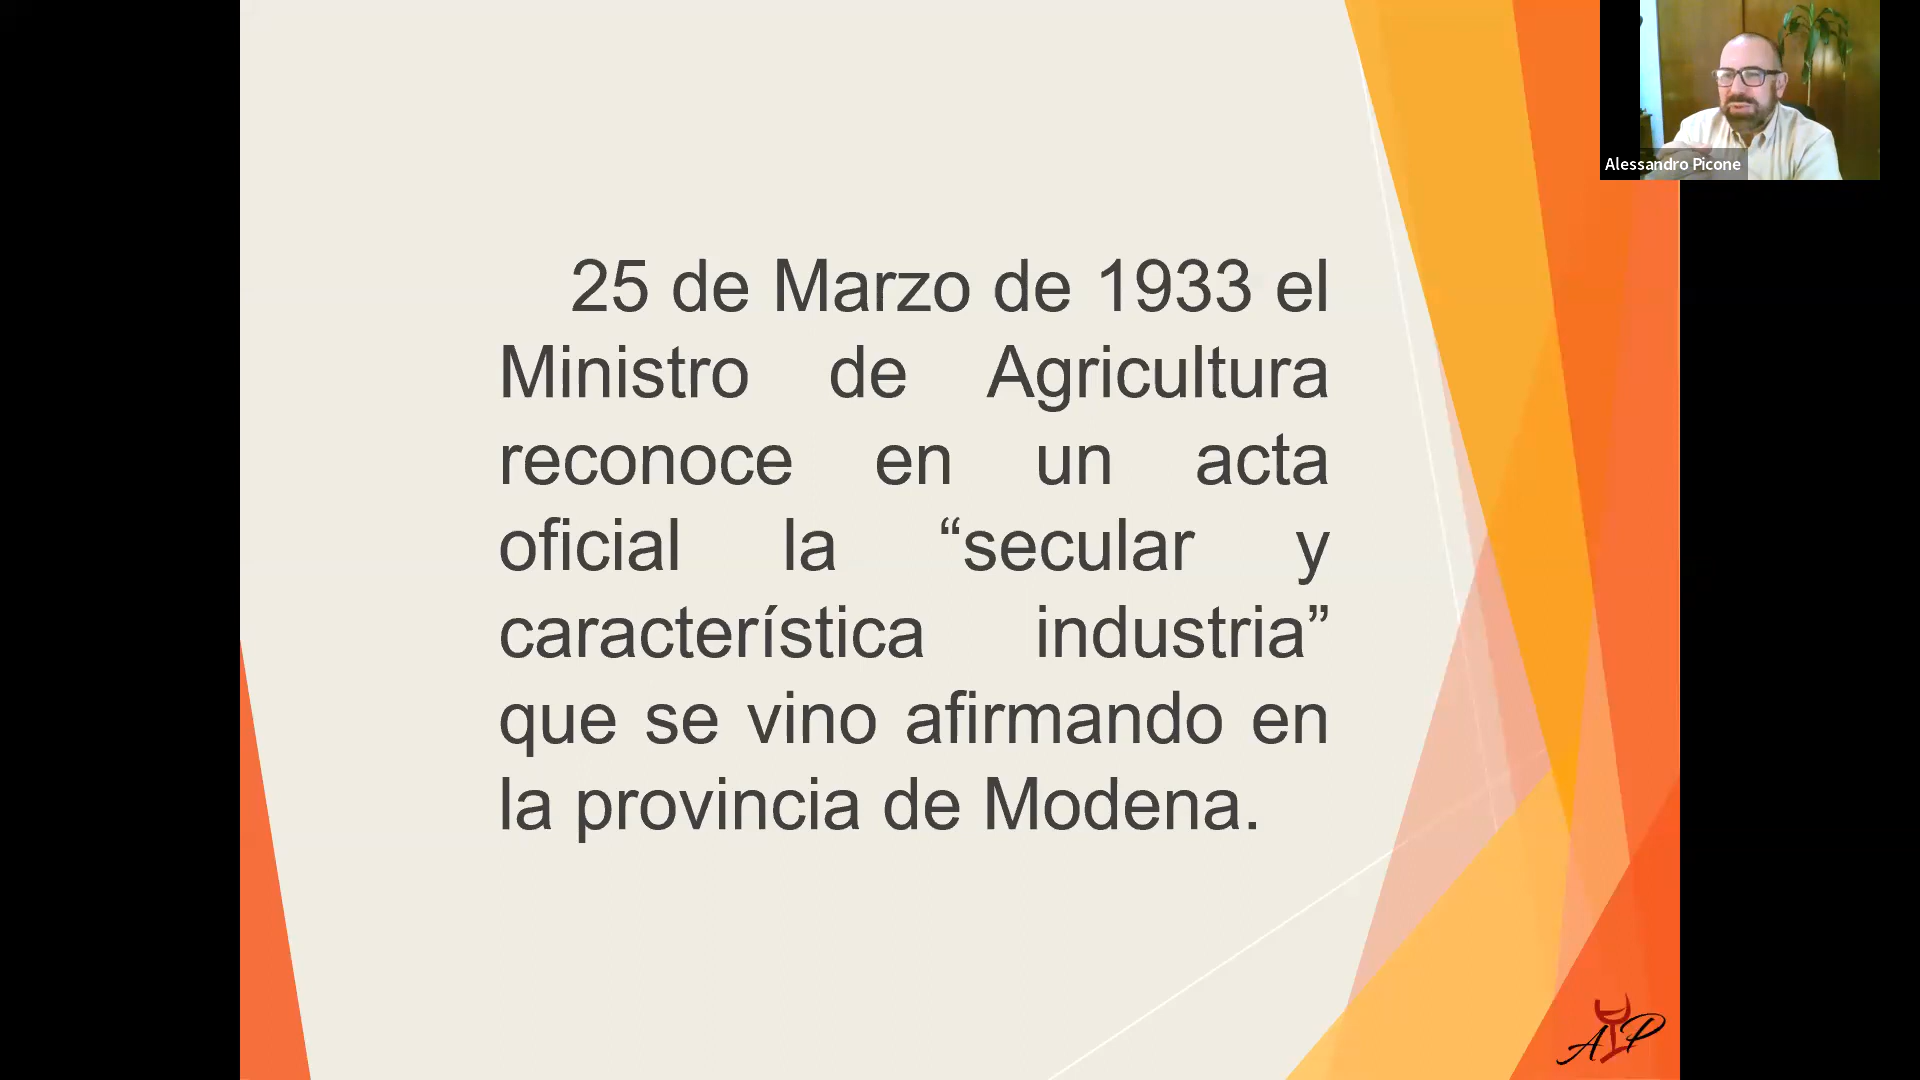 Alessandro Picone
25 de Marzo de 1933 el
Ministro de Agricultura
reconoce en un acta
oficial la “secular y
característica industria”
que se vino afirmando en
la provincia de Modena.
AP